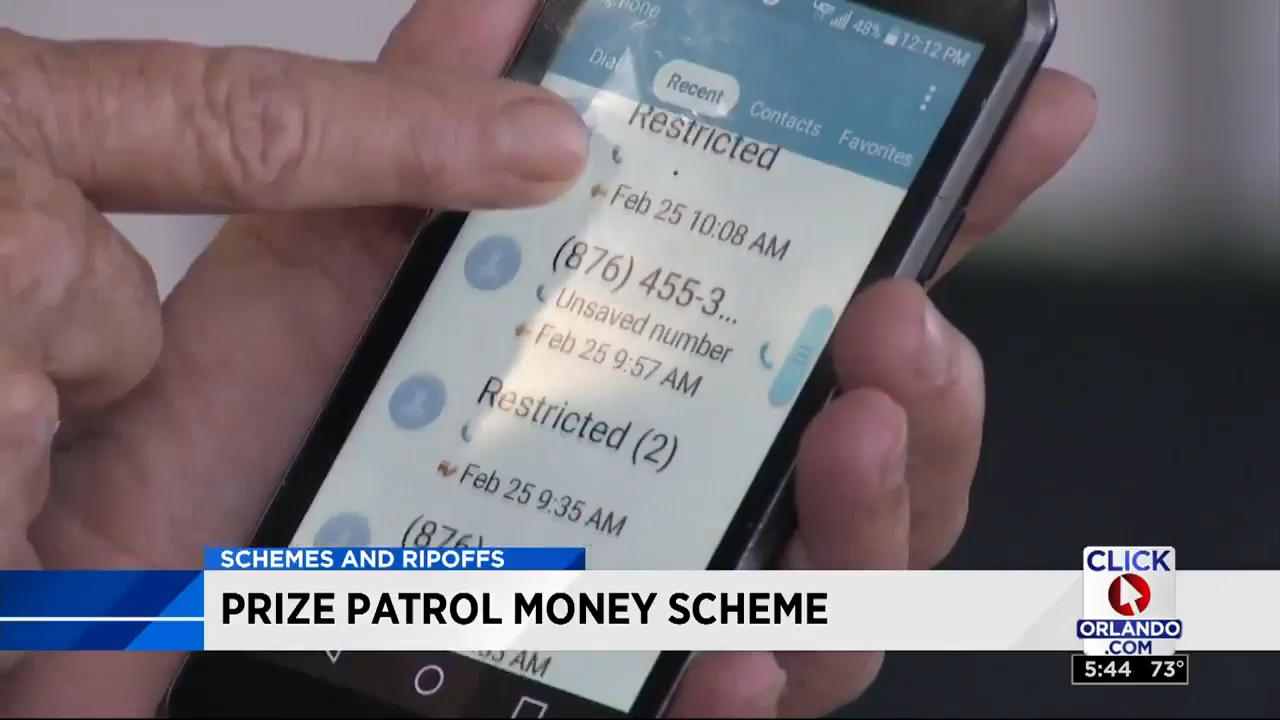 48% 12:12 PM
Recent
Contacts
Favorites
Restricted
Feb 25 10:08 AM
(876) 455-3...
Unsaved number
Feb 25 9:57 AM
Restricted (2)
Feb 25 9:35 AM
(876)
AM
SCHEMES AND RIPOFFS
PRIZE PATROL MONEY SCHEME
CLICK
ORLANDO
.COM
5:44 73°